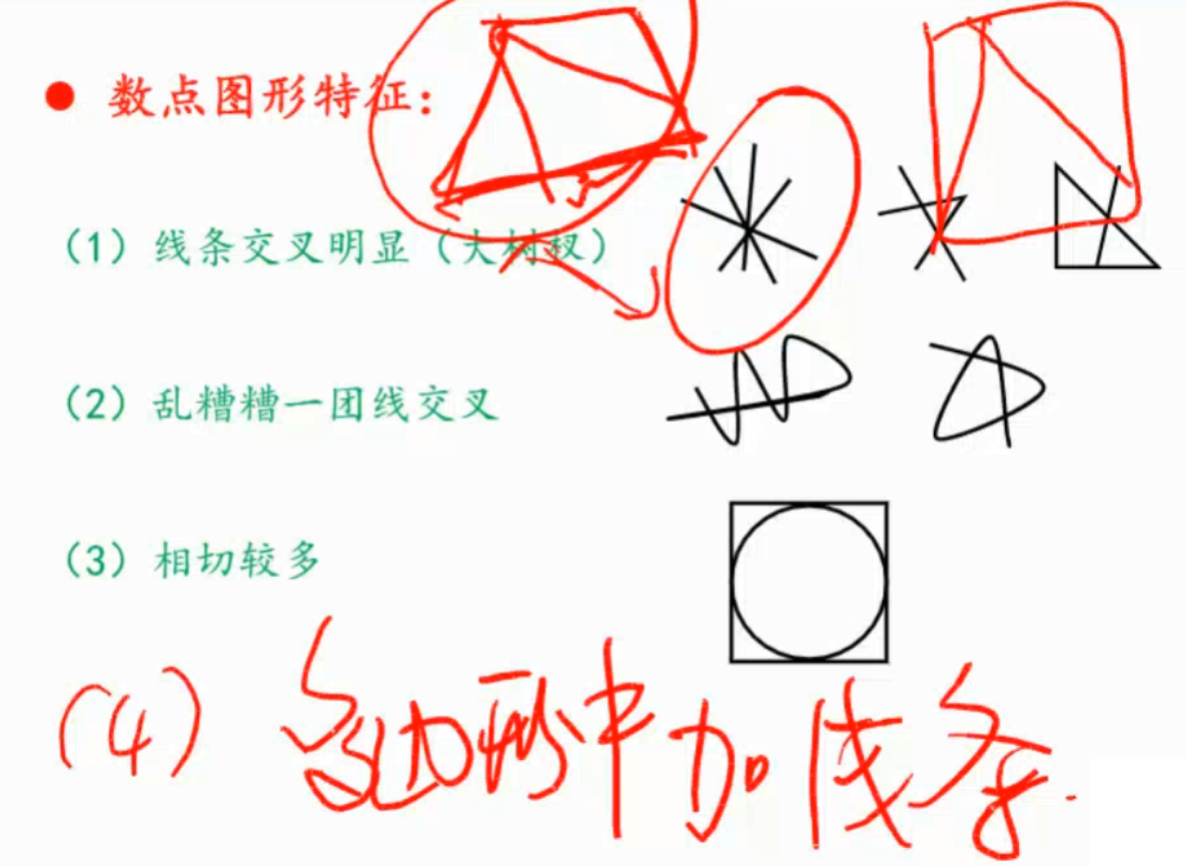 ● 数点图形特征：
（1）线条交叉明显（大树杈）
（2）乱糟糟一团线交叉
（3）相切较多
（4）多边形中加线条.